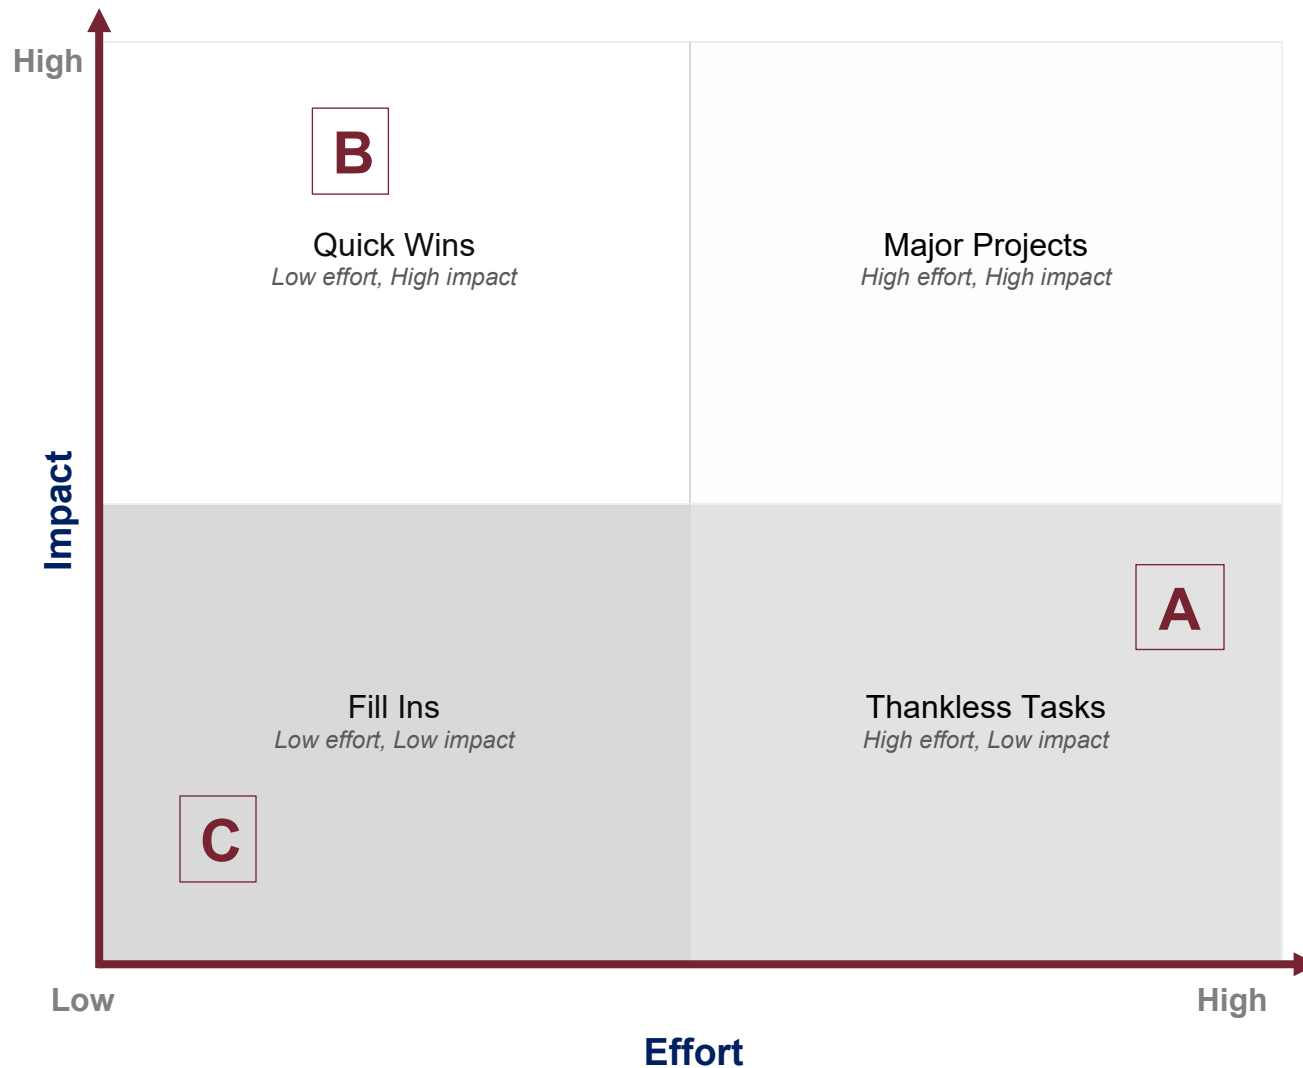 High
B
Quick Wins
Low effort, High impact
Major Projects
High effort, High impact
Impact
A
Fill Ins
Low effort, Low impact
Thankless Tasks
High effort, Low impact
C
Low
High
Effort